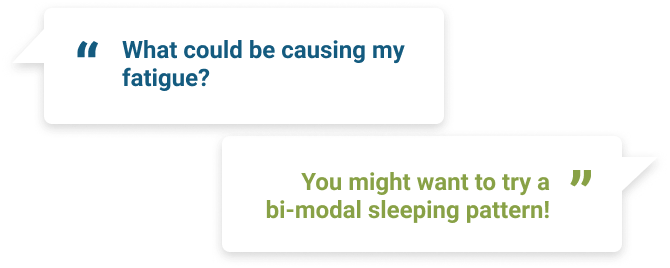 “ What could be causing my
fatigue?
You might want to try a ”
bi-modal sleeping pattern!